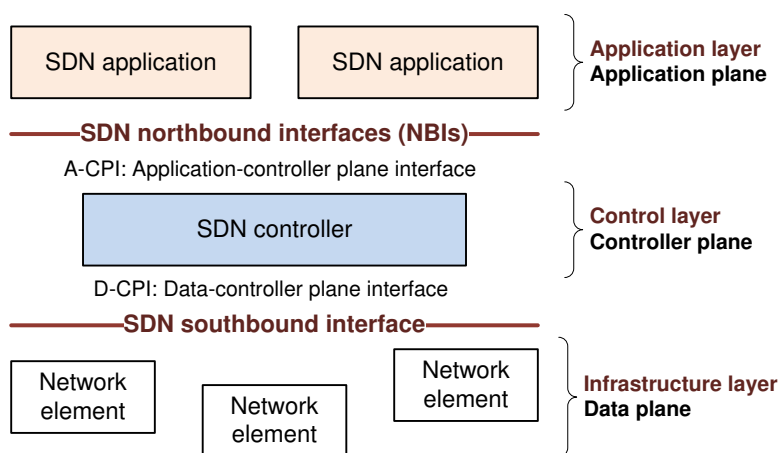 SDN application
SDN application
Application layer
Application plane
SDN northbound interfaces (NBIs)
A-CPI: Application-controller plane interface
SDN controller
Control layer
Controller plane
D-CPI: Data-controller plane interface
SDN southbound interface
Network
element
Network
element
Network
element
Infrastructure layer
Data plane